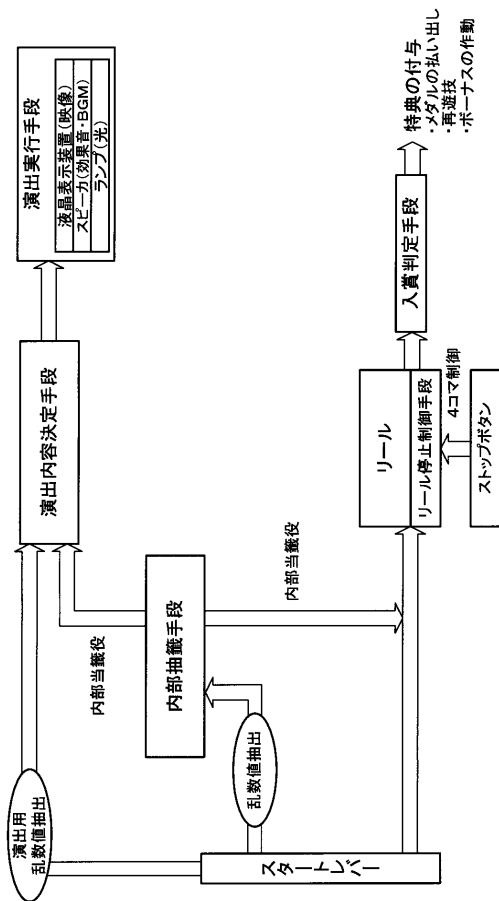 演出用
乱数値抽出
演出内容決定手段
演出実行手段
液晶表示装置(映像)
スピーカ(効果音・BGM)
ランプ(光)
内部当籤役
内部抽籤手段
乱数値抽出
内部当籤役
スタートレバー
リール
リール停止制御手段
4コマ制御
ストップボタン
入賞判定手段
特典の付与
・メダルの払い出し
・再遊技
・ボーナスの作動